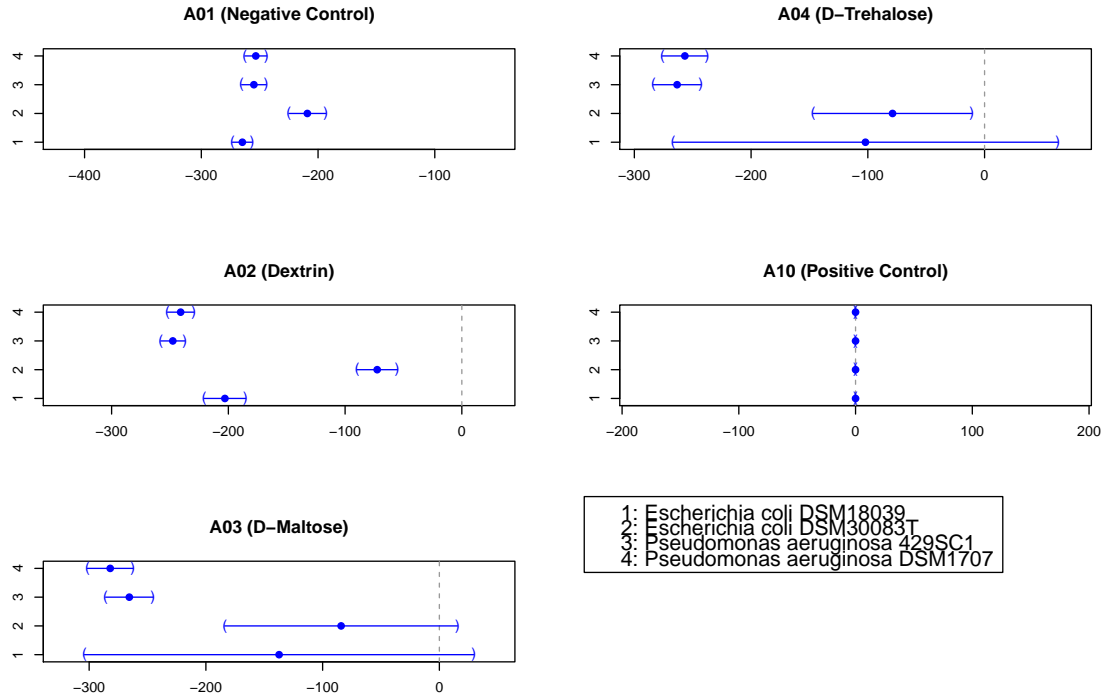 A01 (Negative Control)
4
3
2
1
−400 −300 −200 −100
A04 (D−Trehalose)
4
3
2
1
−300 −200 −100 0
A02 (Dextrin)
4
3
2
1
−300 −200 −100 0
A10 (Positive Control)
4
3
2
1
−200 −100 0 100 200
A03 (D−Maltose)
4
3
2
1
−300 −200 −100 0
1: Escherichia coli DSM18039
2: Escherichia coli DSM30083T
3: Pseudomonas aeruginosa 429SC1
4: Pseudomonas aeruginosa DSM1707